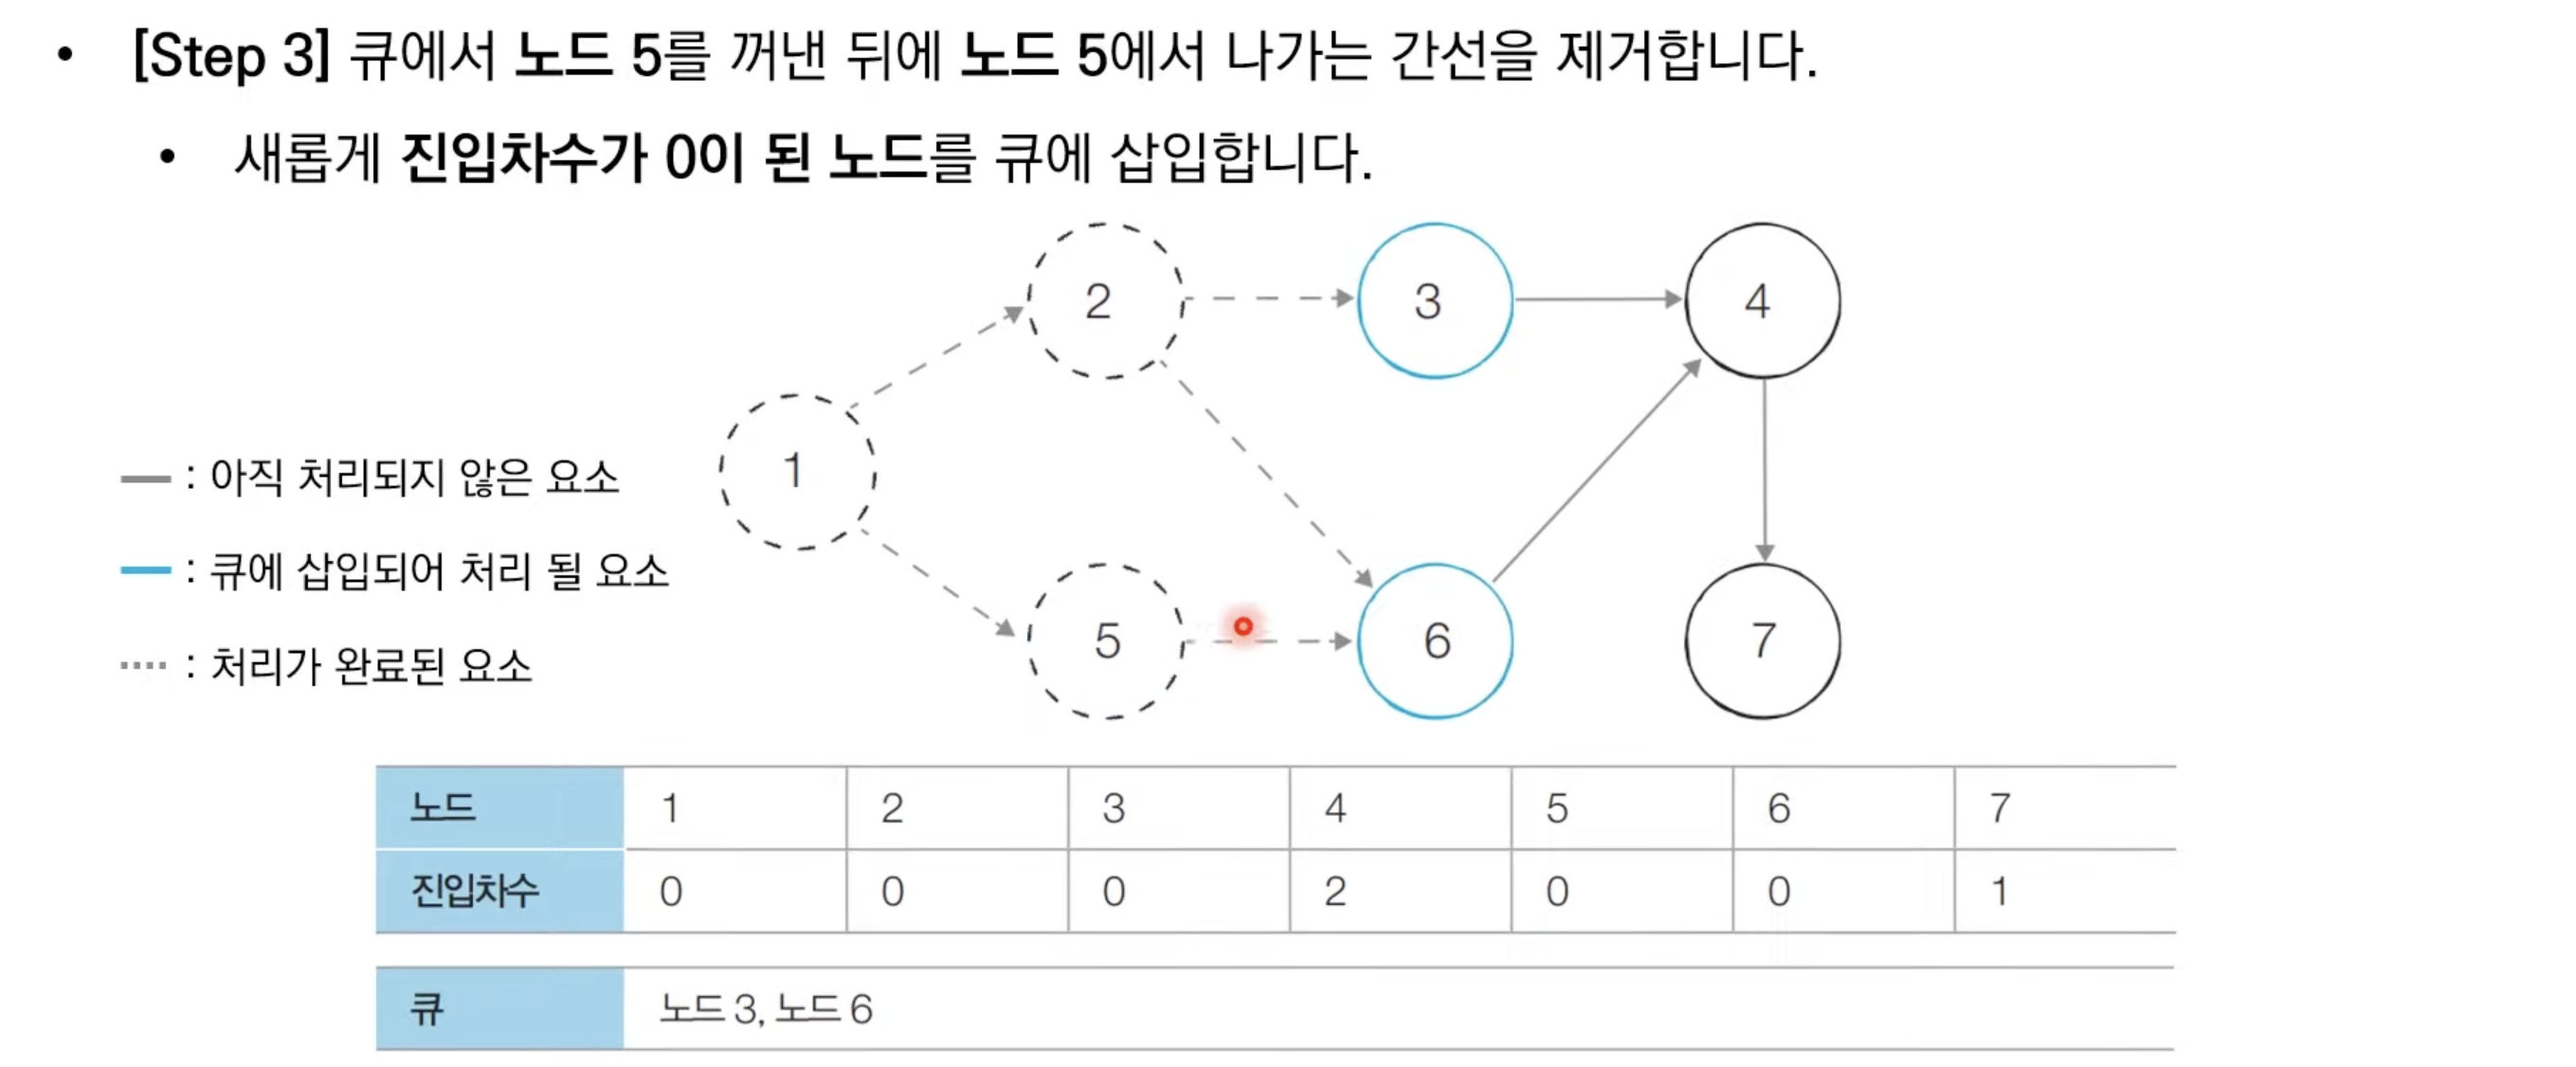 • [Step 3] 큐에서 노드 5를 꺼낸 뒤에 노드 5에서 나가는 간선을 제거합니다.
• 새롭게 진입차수가 0이 된 노드를 큐에 삽입합니다.
2 3 4
1
: 아직 처리되지 않은 요소
: 큐에 삽입되어 처리 될 요소
5 6 7
: 처리가 완료된 요소
노드 1 2 3 4 5 6 7
진입차수 0 0 0 2 0 0 1
큐 노드 3, 노드 6